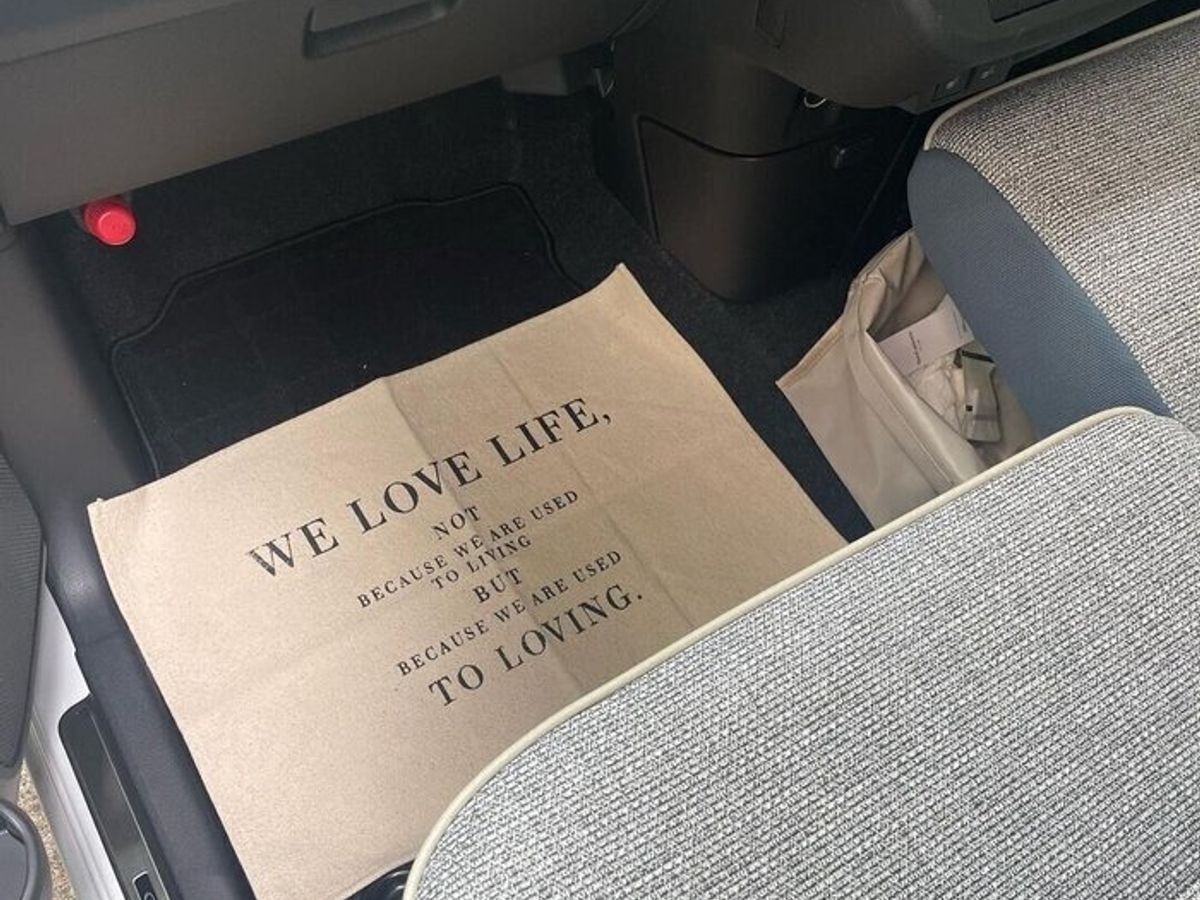 WE LOVE LIFE,
NOT
BECAUSE WE ARE USED
TO LIVING
BUT
BECAUSE WE ARE USED
TO LOVING.